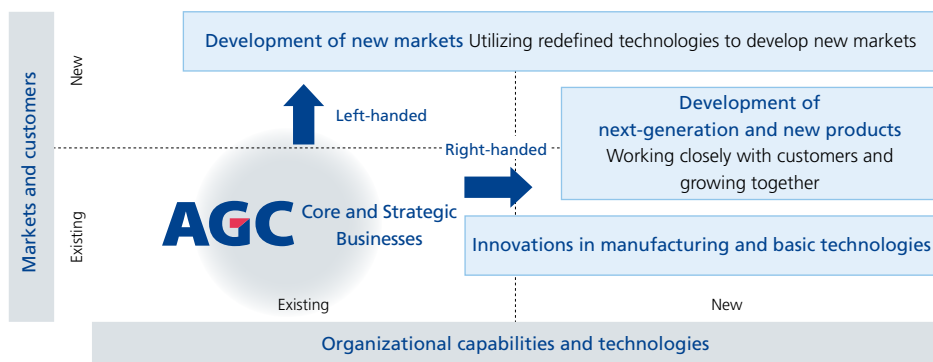 Development of new markets Utilizing redefined technologies to develop new markets
Markets and customers
New
Existing
Left-handed
Right-handed
Development of
next-generation and new products
Working closely with customers and
growing together
AGC
Core and Strategic
Businesses
Innovations in manufacturing and basic technologies
Existing
New
Organizational capabilities and technologies